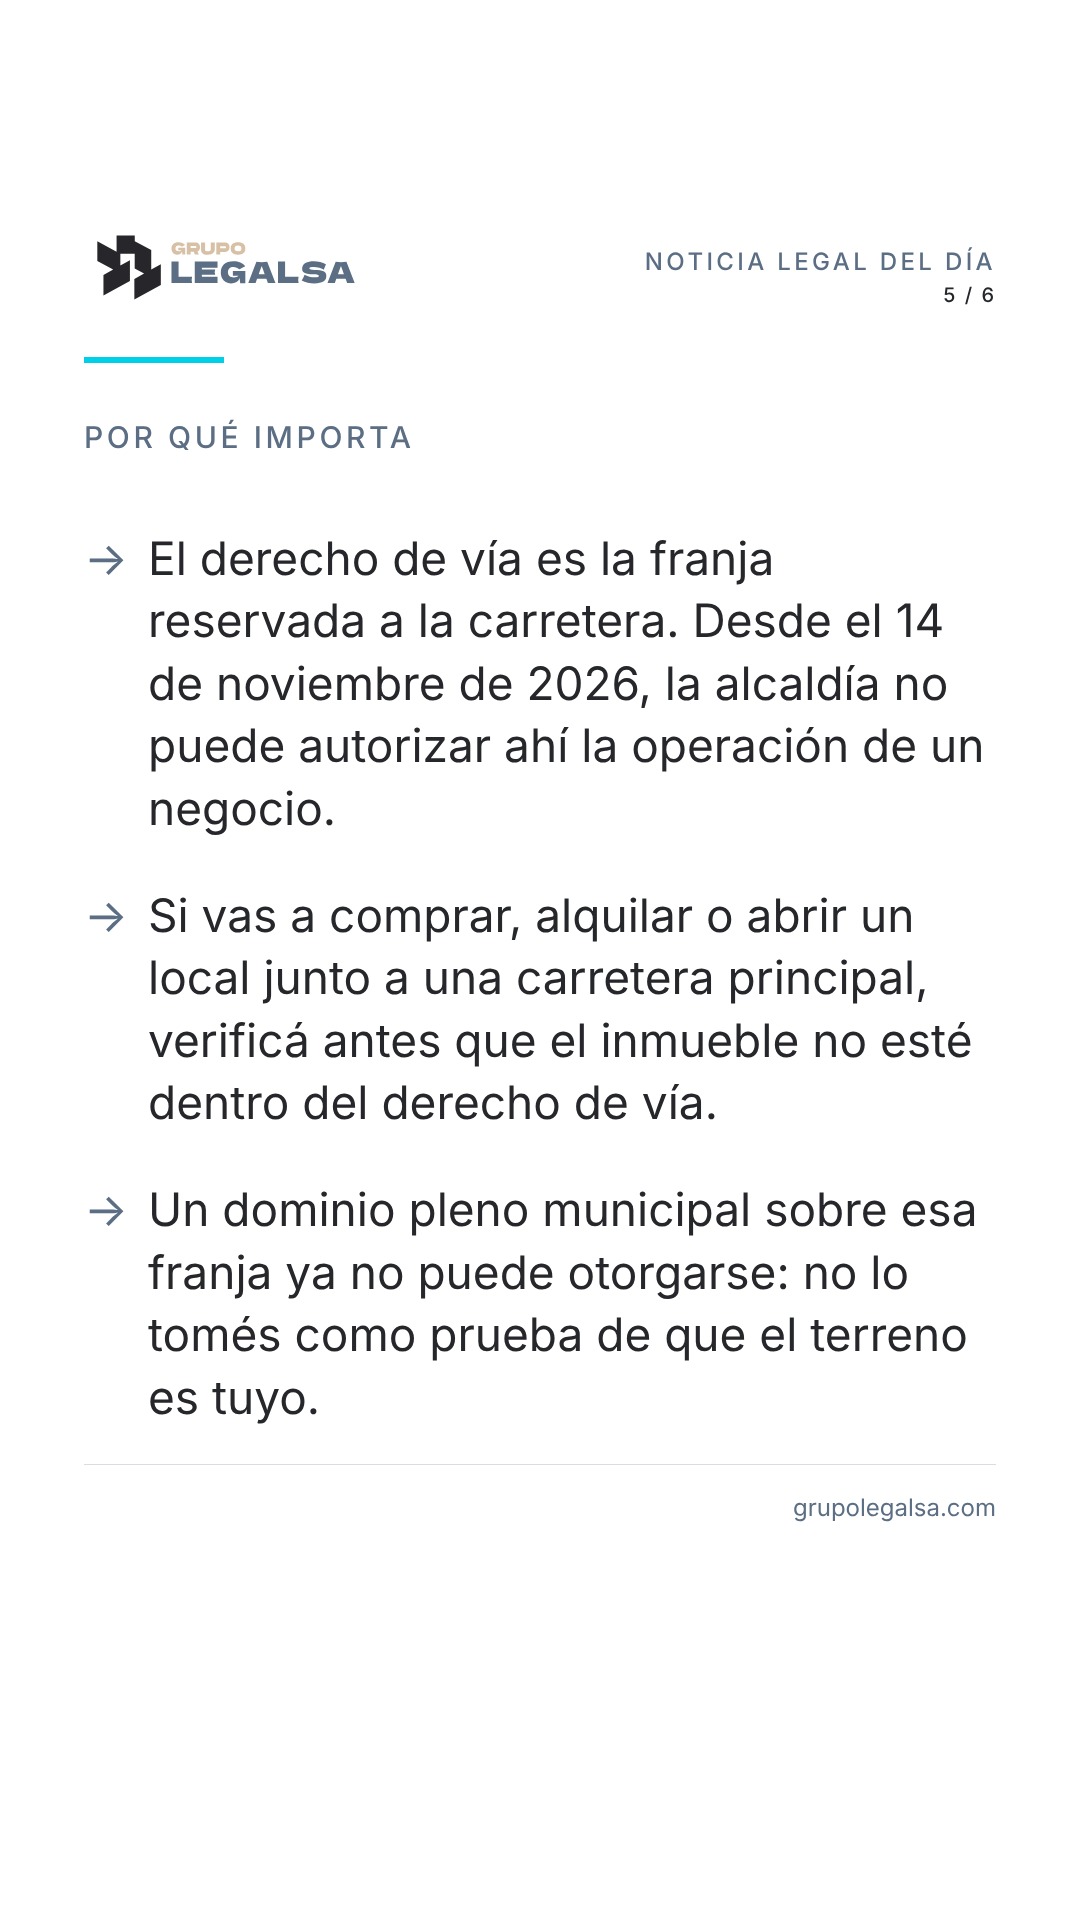 GRUPO
LEGALSA
NOTICIA LEGAL DEL DÍA
5 / 6
POR QUÉ IMPORTA
→ El derecho de vía es la franja
reservada a la carretera. Desde el 14
de noviembre de 2026, la alcaldía no
puede autorizar ahí la operación de un
negocio.
→ Si vas a comprar, alquilar o abrir un
local junto a una carretera principal,
verificá antes que el inmueble no esté
dentro del derecho de vía.
→ Un dominio pleno municipal sobre esa
franja ya no puede otorgarse: no lo
tomés como prueba de que el terreno
es tuyo.
grupolegalsa.com